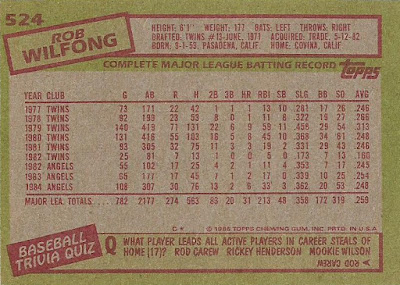 524
ROB
WILFONG
HEIGHT: 6'1" WEIGHT: 177 BATS: LEFT THROWS: RIGHT
DRAFTED: TWINS #13-JUNE, 1971 ACQUIRED: TRADE, 5-12-82
BORN: 9-1-53, PASADENA, CALIF. HOME: COVINA, CALIF.
COMPLETE MAJOR LEAGUE BATTING RECORD TOPPS
YEAR CLUB G AB R H 2B 3B HR RBI SB SLG BB SO AVG
1977 TWINS 73 171 22 42 1 1 1 13 10 .281 17 26 .246
1978 TWINS 92 199 23 53 8 0 1 11 8 .322 19 27 .266
1979 TWINS 140 419 71 131 22 6 9 59 11 .458 29 54 .313
1980 TWINS 131 416 55 103 16 5 8 45 10 .368 34 61 .248
1981 TWINS 93 305 32 75 11 3 3 19 2 .331 29 43 .246
1982 TWINS 25 81 7 13 1 0 0 5 0 .173 7 13 .160
1982 ANGELS 55 102 17 25 4 2 1 11 4 .353 7 17 .245
1983 ANGELS 65 177 17 45 7 1 2 17 0 .339 10 25 .254
1984 ANGELS 108 307 30 76 13 2 6 33 3 .362 20 53 .248
MAJOR LEA. TOTALS 782 2177 274 563 83 20 31 213 48 .358 172 319 .259
C* © 1985 TOPPS CHEWING GUM, INC. PRTD. IN U.S.A.
BASEBALL
TRIVIA QUIZ
Q WHAT PLAYER LEADS ALL ACTIVE PLAYERS IN CAREER STEALS OF
HOME (17)? ROD CAREW RICKEY HENDERSON MOOKIE WILSON
ROD CAREW